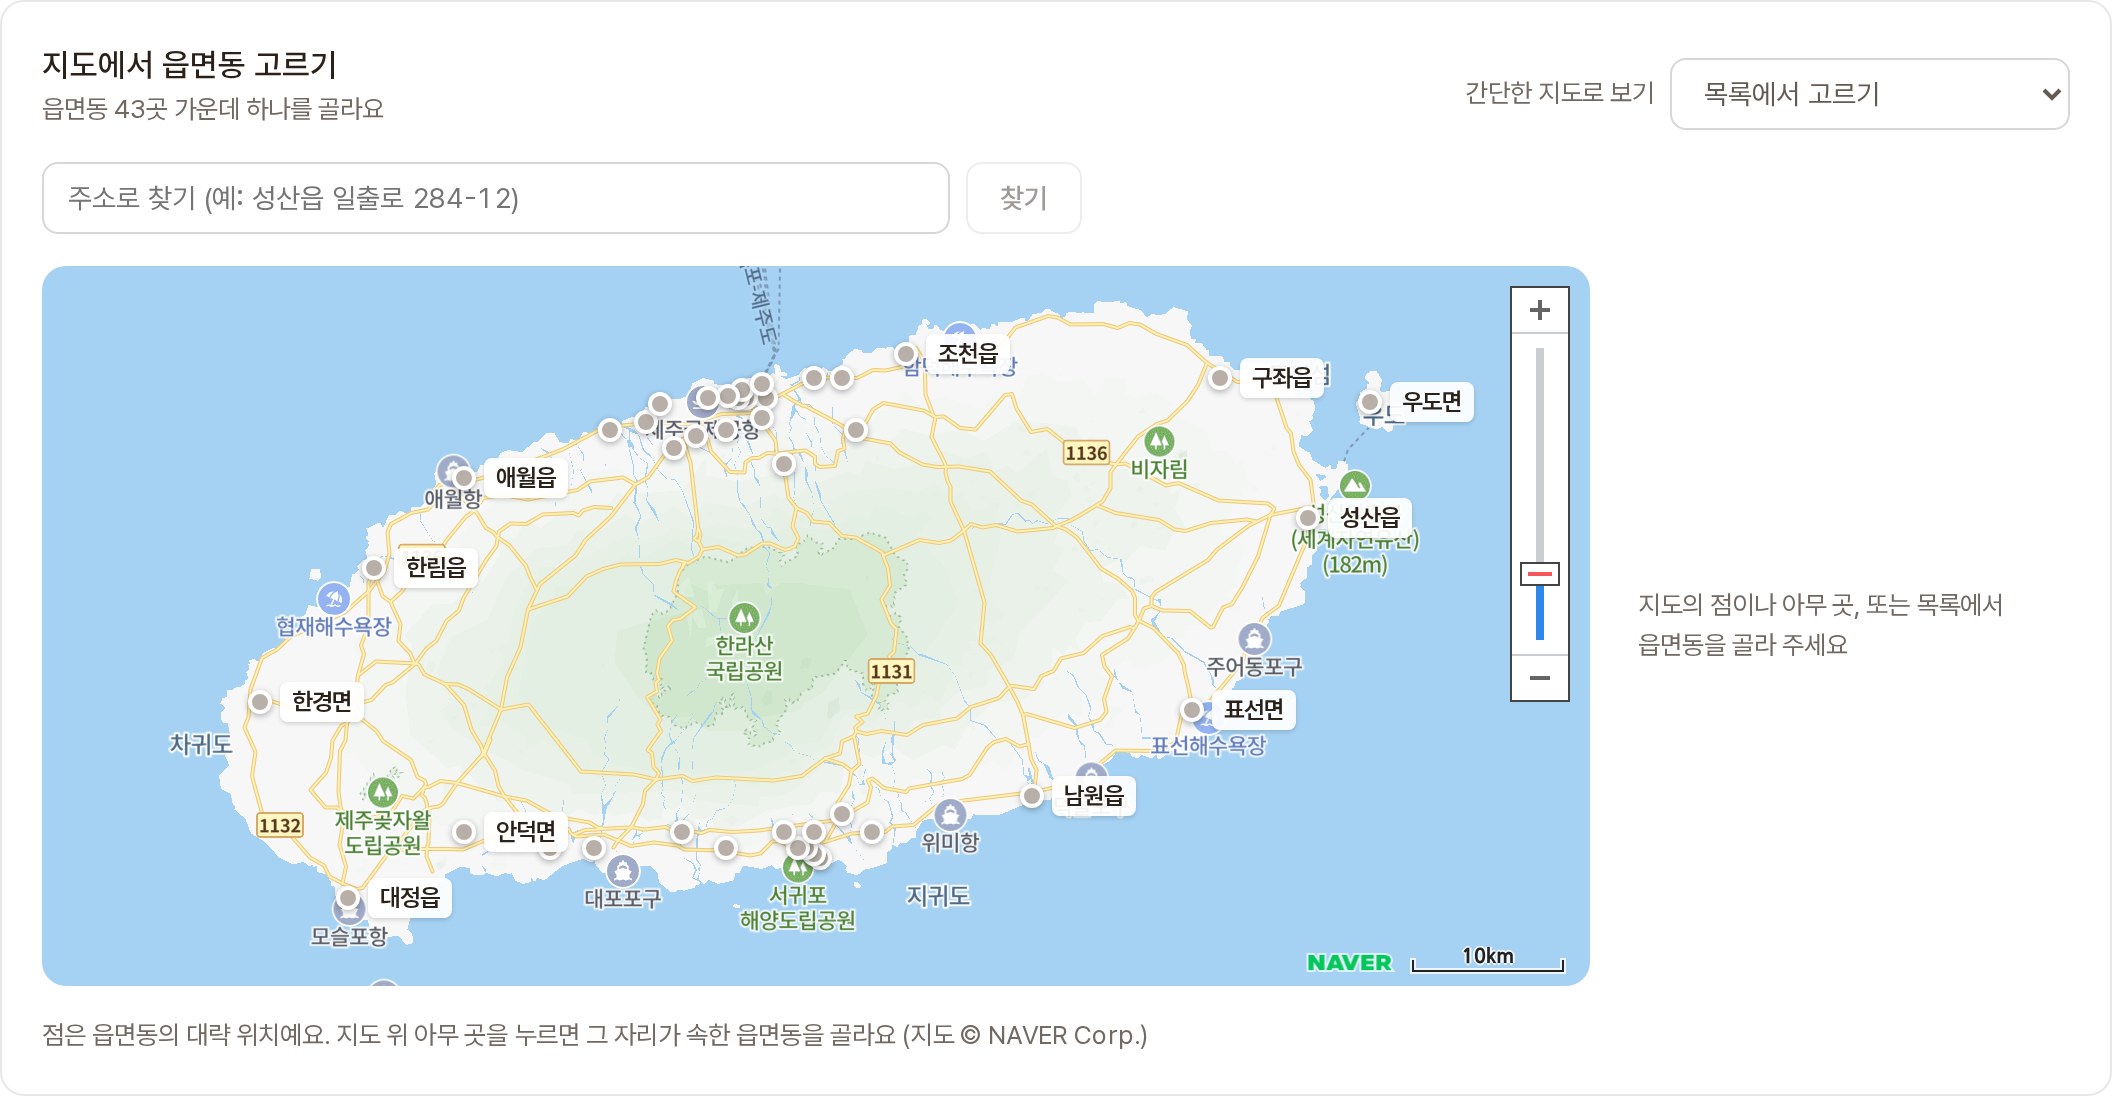 지도에서 읍면동 고르기
읍면동 43곳 가운데 하나를 골라요
간단한 지도로 보기
목록에서 고르기
주소로 찾기 (예: 성산읍 일출로 284-12)
찾기
조천읍
구좌읍
우도면
1136
비자림
애월읍
애월항
성산읍
(182m)
한림읍
협재해수욕장
한라산
국립공원
1131
주어동포구
한경면
차귀도
표선면
표선해수욕장
남원읍
제주곶자왈
도립공원
1132
안덕면
위미항
대정읍
모슬포항
대포포구
서귀포
해양도립공원
지귀도
NAVER
10km
지도의 점이나 아무 곳, 또는 목록에서
읍면동을 골라 주세요
점은 읍면동의 대략 위치예요. 지도 위 아무 곳을 누르면 그 자리가 속한 읍면동을 골라요 (지도 © NAVER Corp.)